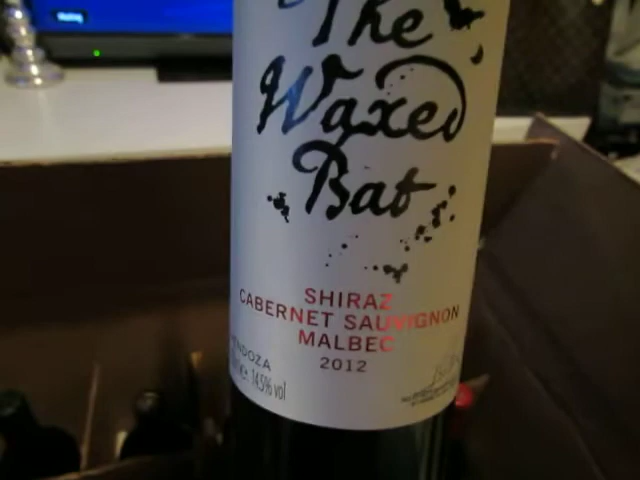 The
Waxed
Bat
SHIRAZ
CABERNET SAUVIGNON
MALBEC
2012
14.5% vol